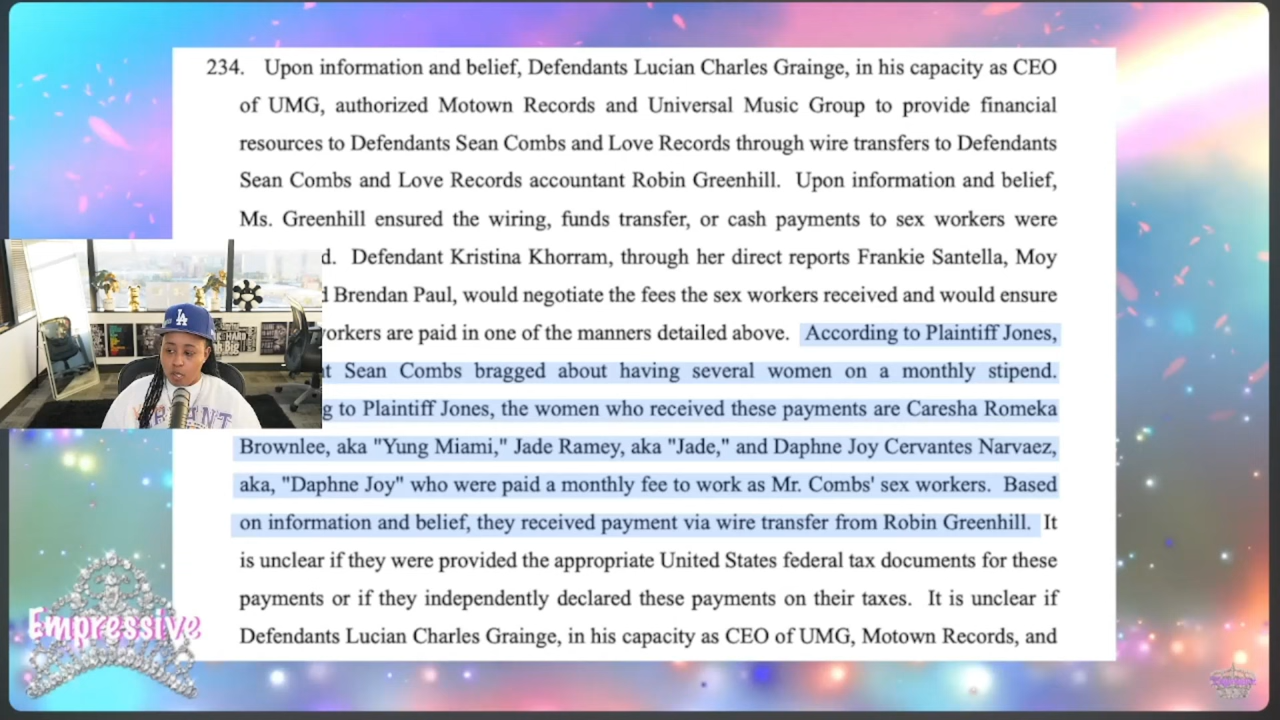 234. Upon information and belief, Defendants Lucian Charles Grainge, in his capacity as CEO
of UMG, authorized Motown Records and Universal Music Group to provide financial
resources to Defendants Sean Combs and Love Records through wire transfers to Defendants
Sean Combs and Love Records accountant Robin Greenhill. Upon information and belief,
Ms. Greenhill ensured the wiring, funds transfer, or cash payments to sex workers were
d. Defendant Kristina Khorram, through her direct reports Frankie Santella, Moy
Brendan Paul, would negotiate the fees the sex workers received and would ensure
orkers are paid in one of the manners detailed above. According to Plaintiff Jones,
t Sean Combs bragged about having several women on a monthly stipend.
g to Plaintiff Jones, the women who received these payments are Caresha Romeka
Brownlee, aka "Yung Miami," Jade Ramey, aka "Jade," and Daphne Joy Cervantes Narvaez,
aka, "Daphne Joy" who were paid a monthly fee to work as Mr. Combs' sex workers. Based
on information and belief, they received payment via wire transfer from Robin Greenhill. It
is unclear if they were provided the appropriate United States federal tax documents for these
payments or if they independently declared these payments on their taxes. It is unclear if
Defendants Lucian Charles Grainge, in his capacity as CEO of UMG, Motown Records, and
LA
Empressive